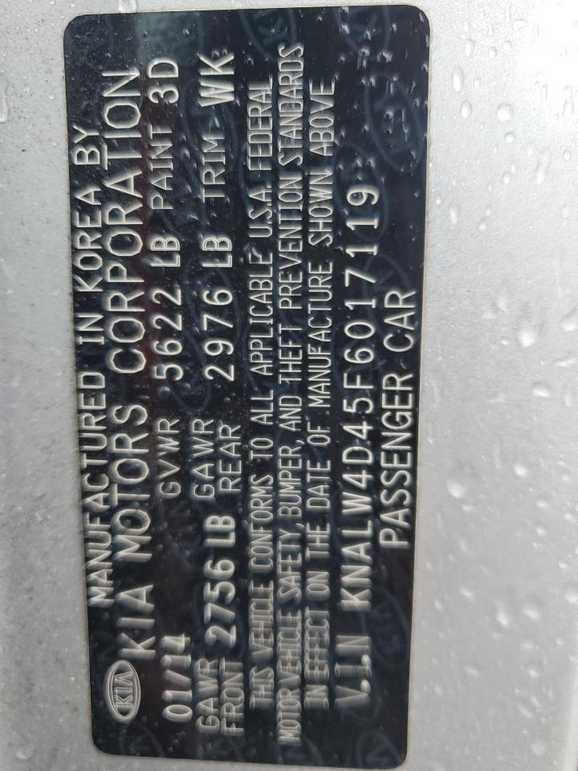 MANUFACTURED IN KOREA BY
KIA KIA MOTORS CORPORATION
01/14 GVWR 5622 LB PAINT 3D
GAWR FRONT 2756 LB GAWR REAR 2976 LB TRIM WK
THIS VEHICLE CONFORMS TO ALL APPLICABLE U.S.A. FEDERAL
MOTOR VEHICLE SAFETY, BUMPER, AND THEFT PREVENTION STANDARDS
IN EFFECT ON THE DATE OF MANUFACTURE SHOWN ABOVE
V.I.N KNALW4D45F6017119
PASSENGER CAR